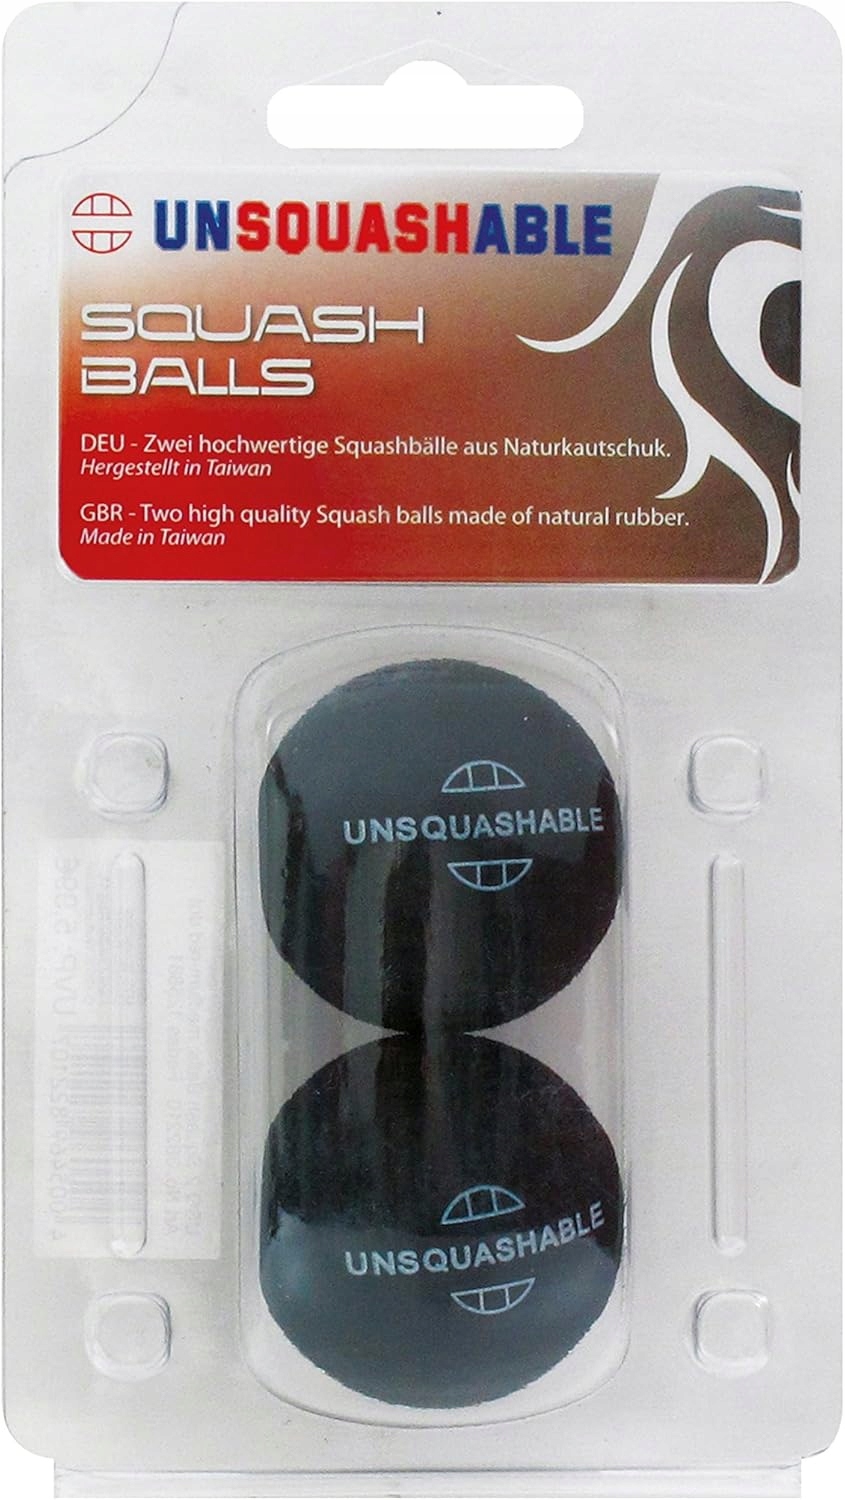 UNSQUASHABLE
SQUASH
BALLS
DEU - Zwei hochwertige Squashbälle aus Naturkautschuk.
Hergestellt in Taiwan
GBR - Two high quality Squash balls made of natural rubber.
Made in Taiwan
UNSQUASHABLE
UNSQUASHABLE